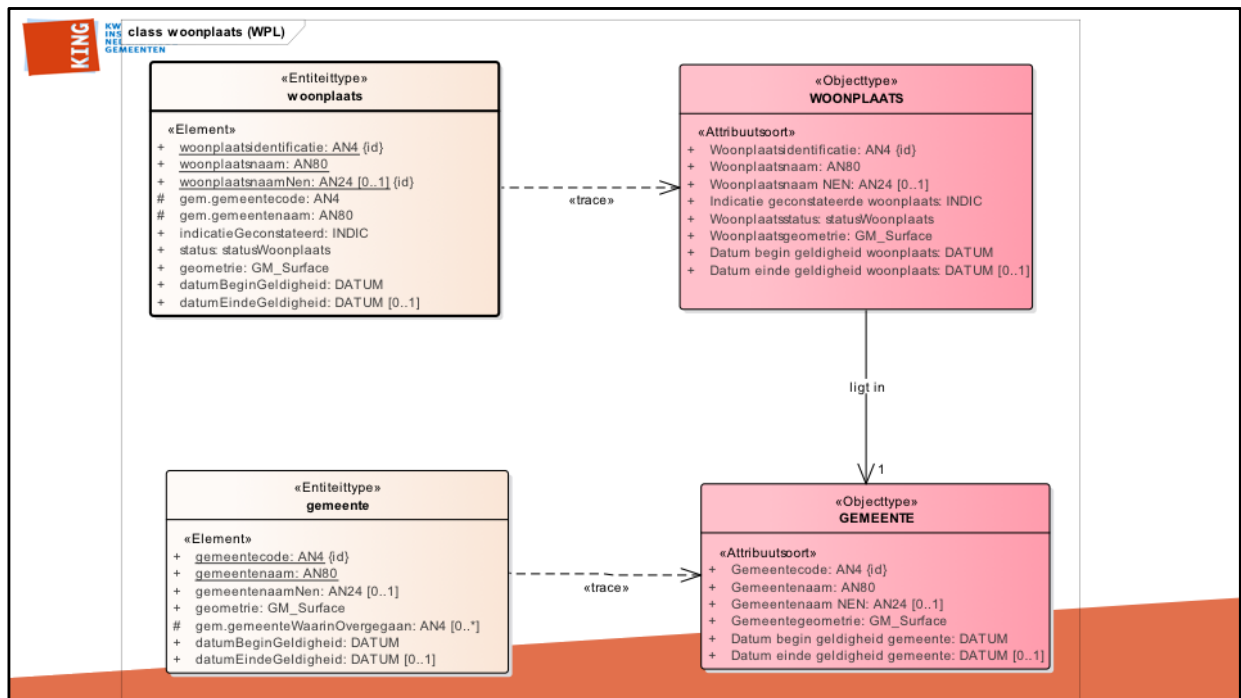 KING
KW
INS
NE
GEMEENTEN
class woonplaats (WPL)
«Entiteittype»
woonplaats
«Element»
+ woonplaatsidentificatie: AN4 {id}
+ woonplaatsnaam: AN80
+ woonplaatsnaamNen: AN24 [0..1] {id}
# gem.gemeentecode: AN4
# gem.gemeentenaam: AN80
+ indicatieGeconstateerd: INDIC
+ status: statusWoonplaats
+ geometrie: GM_Surface
+ datumBeginGeldigheid: DATUM
+ datumEindeGeldigheid: DATUM [0..1]
«trace»
«Objecttype»
WOONPLAATS
«Attribuutsoort»
+ Woonplaatsidentificatie: AN4 {id}
+ Woonplaatsnaam: AN80
+ Woonplaatsnaam NEN: AN24 [0..1]
+ Indicatie geconstateerde woonplaats: INDIC
+ Woonplaatsstatus: statusWoonplaats
+ Woonplaatsgeometrie: GM_Surface
+ Datum begin geldigheid woonplaats: DATUM
+ Datum einde geldigheid woonplaats: DATUM [0..1]
ligt in
1
«Entiteittype»
gemeente
«Element»
+ gemeentecode: AN4 {id}
+ gemeentenaam: AN80
+ gemeentenaamNen: AN24 [0..1]
+ geometrie: GM_Surface
# gem.gemeenteWaarinOvergegaan: AN4 [0..*]
+ datumBeginGeldigheid: DATUM
+ datumEindeGeldigheid: DATUM [0..1]
«trace»
«Objecttype»
GEMEENTE
«Attribuutsoort»
+ Gemeentecode: AN4 {id}
+ Gemeentenaam: AN80
+ Gemeentenaam NEN: AN24 [0..1]
+ Gemeentegeometrie: GM_Surface
+ Datum begin geldigheid gemeente: DATUM
+ Datum einde geldigheid gemeente: DATUM [0..1]